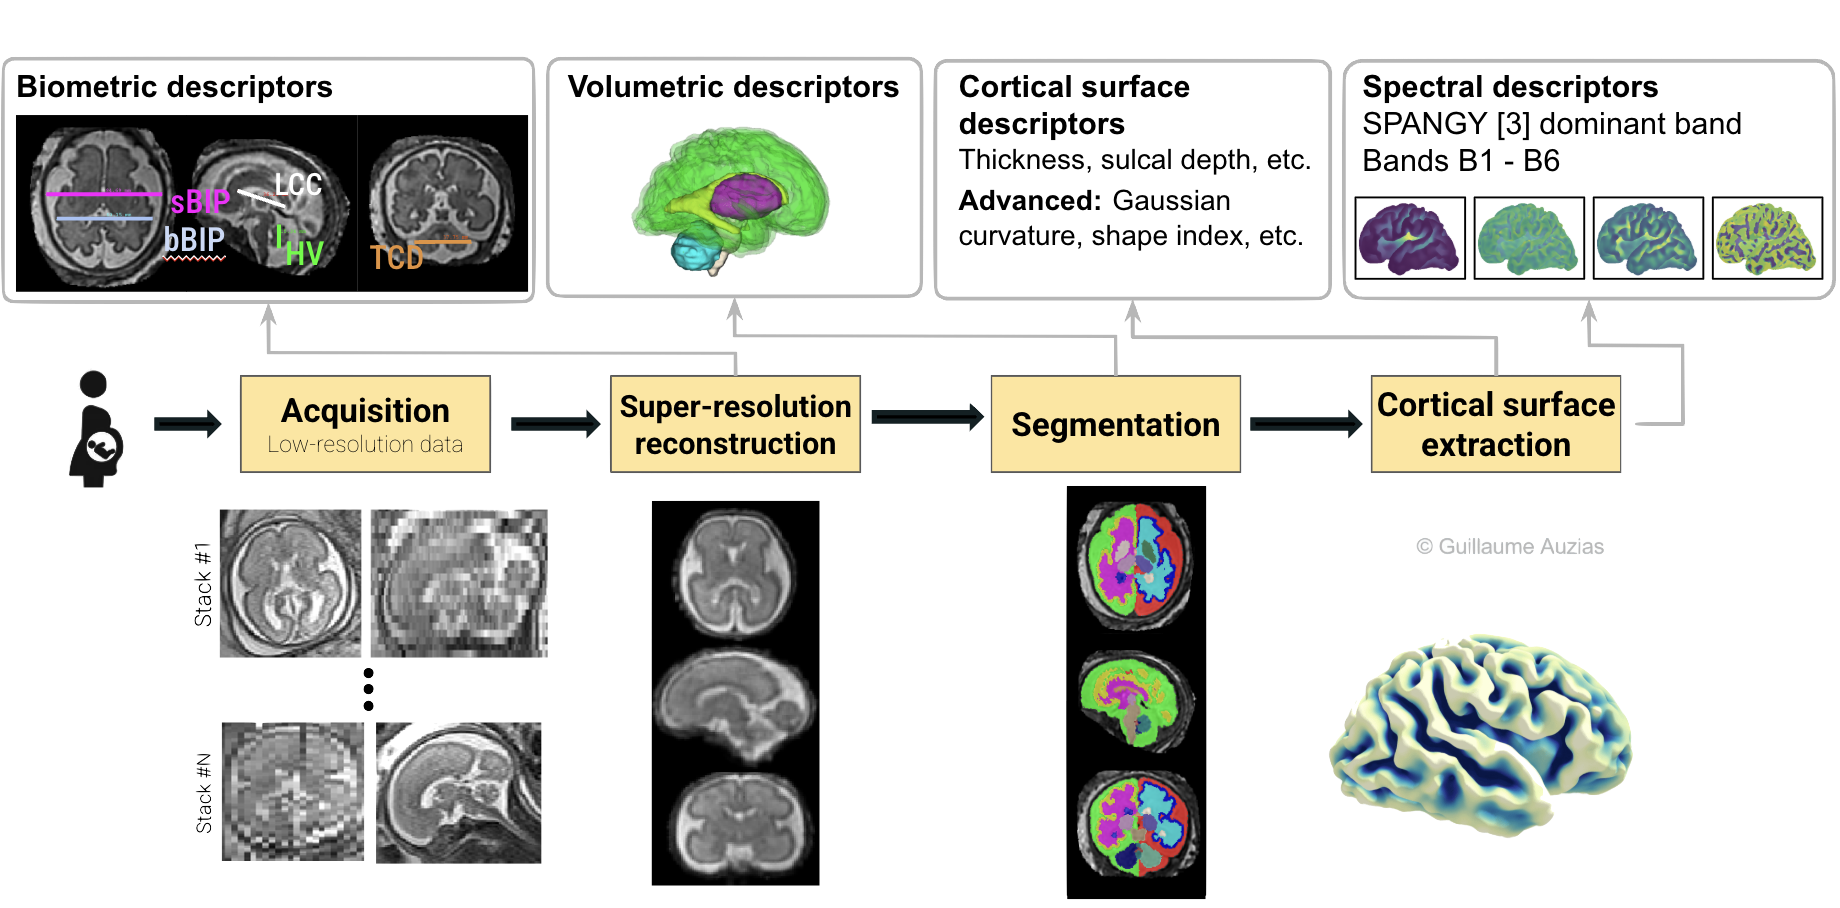 Biometric descriptors
sBIP
bBIP
LCC
HV
TCD
Volumetric descriptors
Cortical surface
descriptors
Thickness, sulcal depth, etc.
Advanced: Gaussian
curvature, shape index, etc.
Spectral descriptors
SPANGY [3] dominant band
Bands B1 - B6
Acquisition
Low-resolution data
Super-resolution
reconstruction
Segmentation
Cortical surface
extraction
Stack #1
Stack #N
© Guillaume Auzias